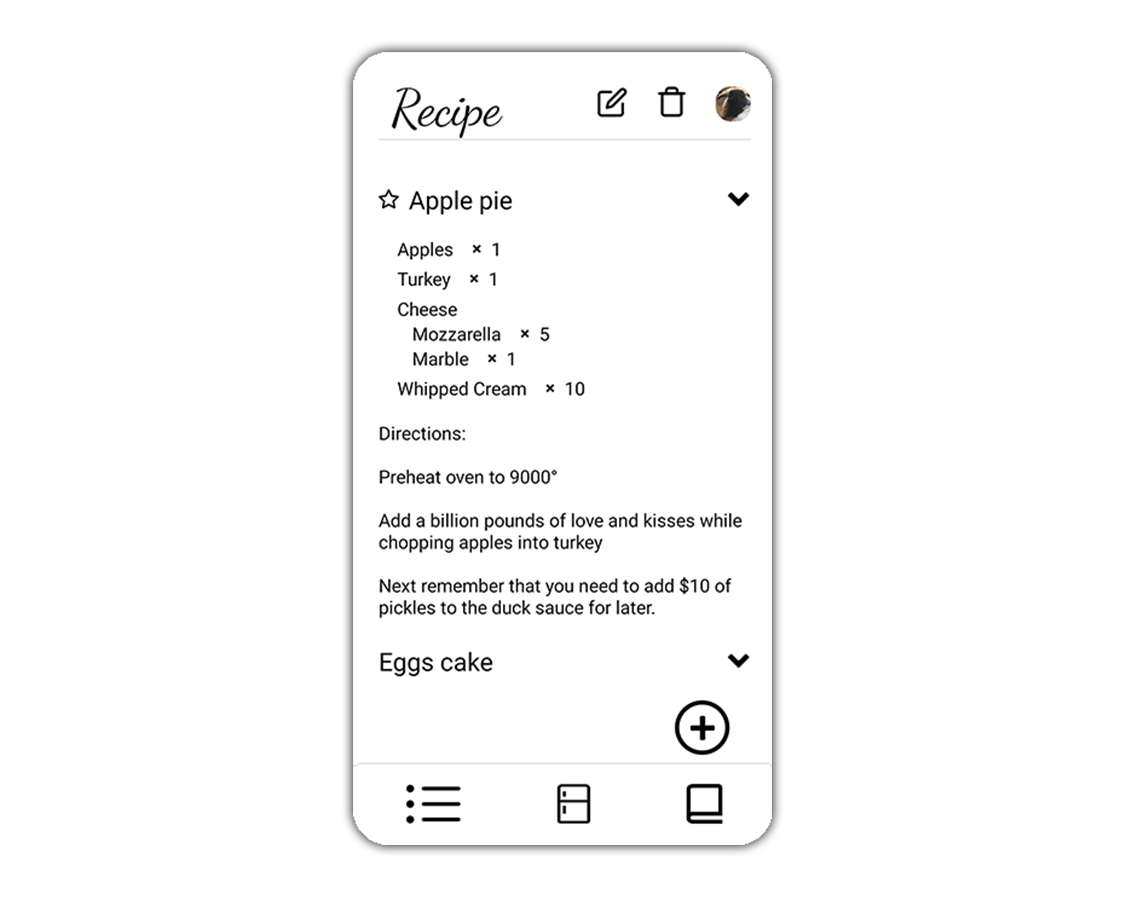 Recipe
Apple pie
Apples × 1
Turkey × 1
Cheese
Mozzarella × 5
Marble × 1
Whipped Cream × 10
Directions:
Preheat oven to 9000°
Add a billion pounds of love and kisses while
chopping apples into turkey
Next remember that you need to add $10 of
pickles to the duck sauce for later.
Eggs cake